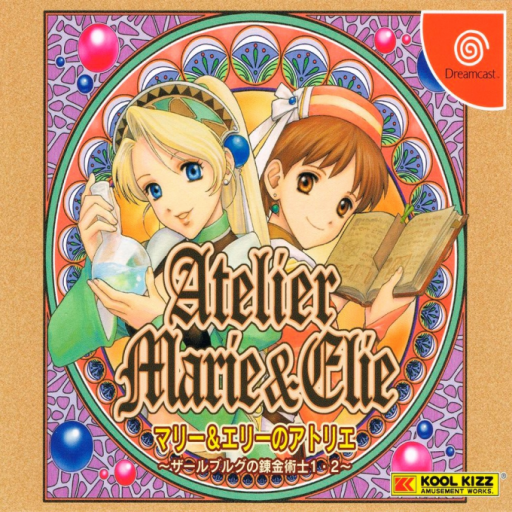 Dreamcast.
Atelier
Marie&Elie
マリー&エリーのアトリエ
～ザールブルグの錬金術士1・2～
KOOL KIZZ
AMUSEMENT WORKS.